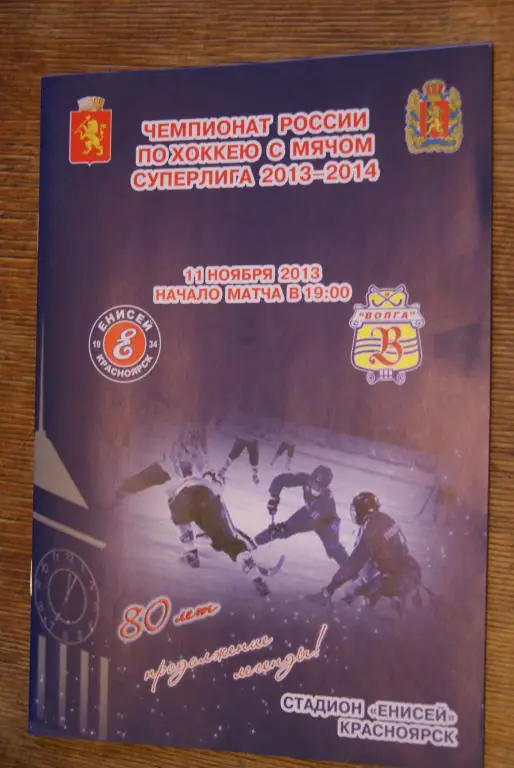 ЧЕМПИОНАТ РОССИИ
ПО ХОККЕЮ С МЯЧОМ
СУПЕРЛИГА 2013-2014
11 НОЯБРЯ 2013
НАЧАЛО МАТЧА В 19:00
ЕНИСЕЙ
19 Е 34
КРАСНОЯРСК
"ВОЛГА"
В
80 лет
продолжение
легенды!
СТАДИОН «ЕНИСЕЙ»
КРАСНОЯРСК